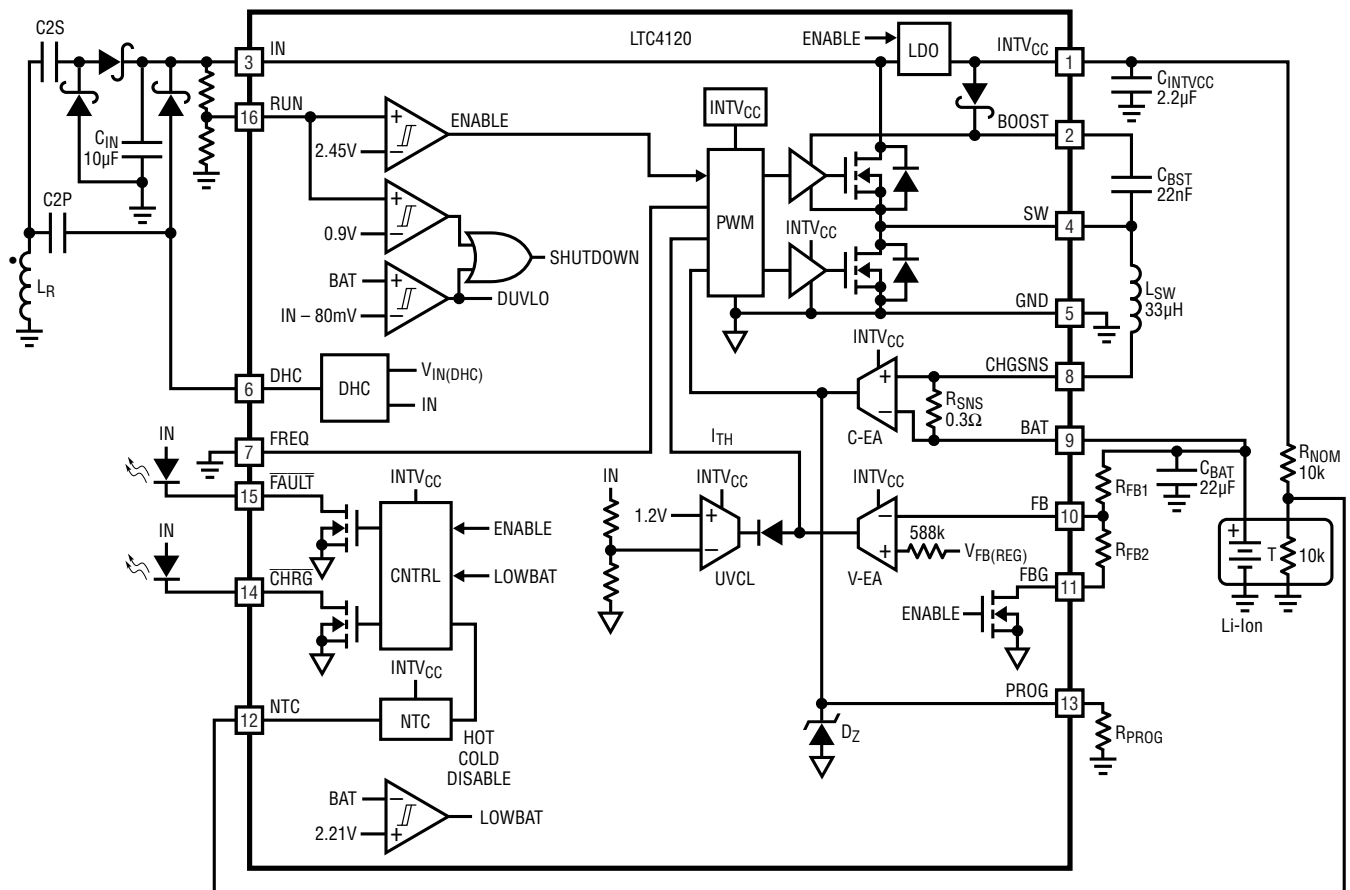 C2S
IN
3
LTC4120
ENABLE
LDO
INTVCC
1
CINTVCC
2.2µF
RUN
16
INTVCC
BOOST
2
CIN
10µF
+
−
2.45V
ENABLE
PWM
CBST
22nF
C2P
+
−
0.9V
SW
4
INTVCC
LR
SHUTDOWN
BAT
+
−
IN – 80mV
DUVLO
LSW
33µH
GND
5
INTVCC
DHC
6
DHC
VIN(DHC)
IN
CHGSNS
8
+
−
RSNS
0.3Ω
C-EA
BAT
9
IN
FREQ
7
ITH
RNOM
10k
FAULT
15
INTVCC
IN
INTVCC
INTVCC
RFB1
CBAT
22µF
ENABLE
1.2V
+
−
−
+
FB
10
IN
588k
VFB(REG)
RFB2
+
T
10k
CNTRL
LOWBAT
UVCL
V-EA
CHRG
14
FBG
11
ENABLE
Li-Ion
INTVCC
PROG
13
NTC
12
NTC
DZ
RPROG
HOT
COLD
DISABLE
BAT
−
+
2.21V
LOWBAT